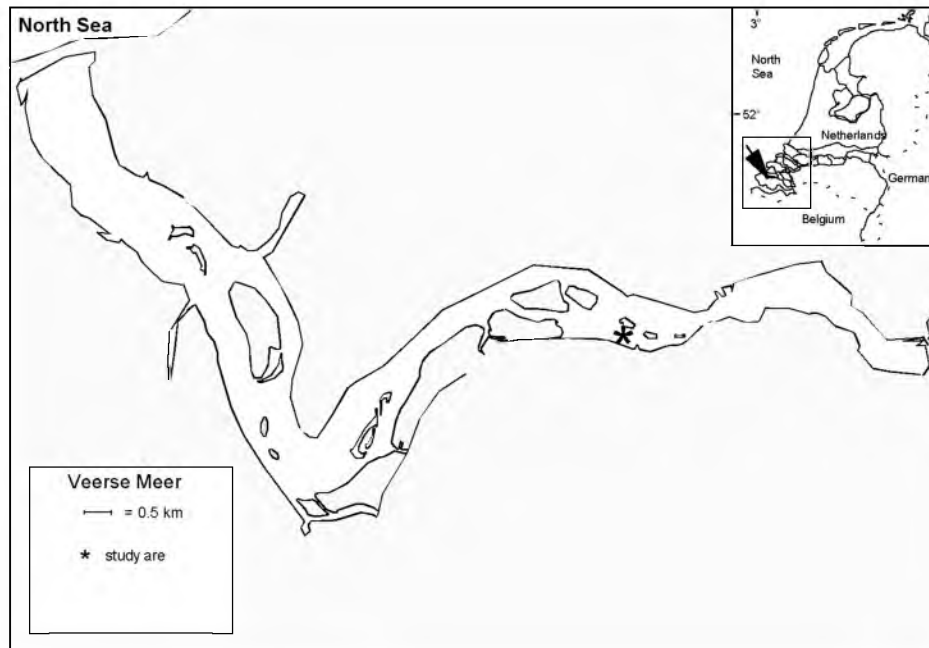 North Sea
3°
North
Sea
52°
Netherlands
German
Belgium
Veerse Meer
= 0.5 km
* study are